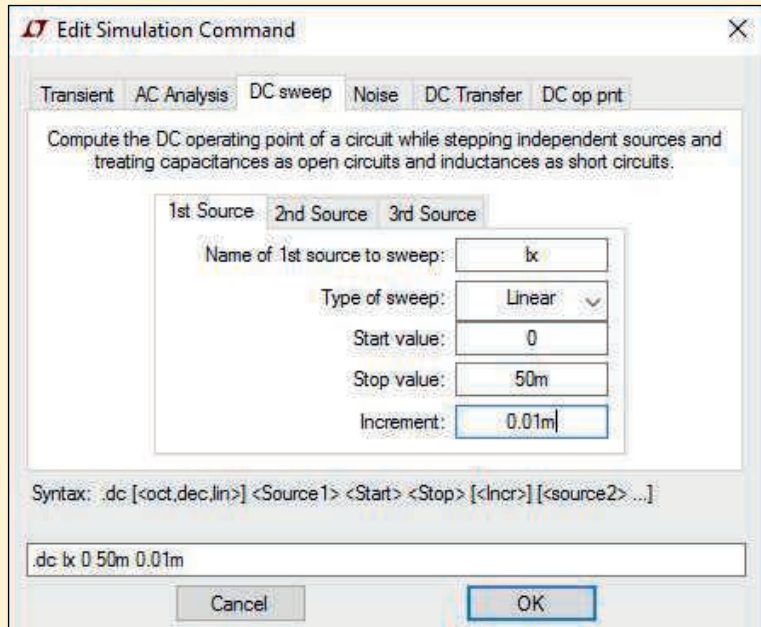 Edit Simulation Command
Transient AC Analysis DC sweep Noise DC Transfer DC op pnt
Compute the DC operating point of a circuit while stepping independent sources and
treating capacitances as open circuits and inductances as short circuits.
1st Source 2nd Source 3rd Source
Name of 1st source to sweep: Ix
Type of sweep: Linear
Start value: 0
Stop value: 50m
Increment: 0.01m
Syntax: .dc [<oct,dec,lin>] <Source1> <Start> <Stop> [<Incr>] [<source2> ...]
.dc Ix 0 50m 0.01m
Cancel OK